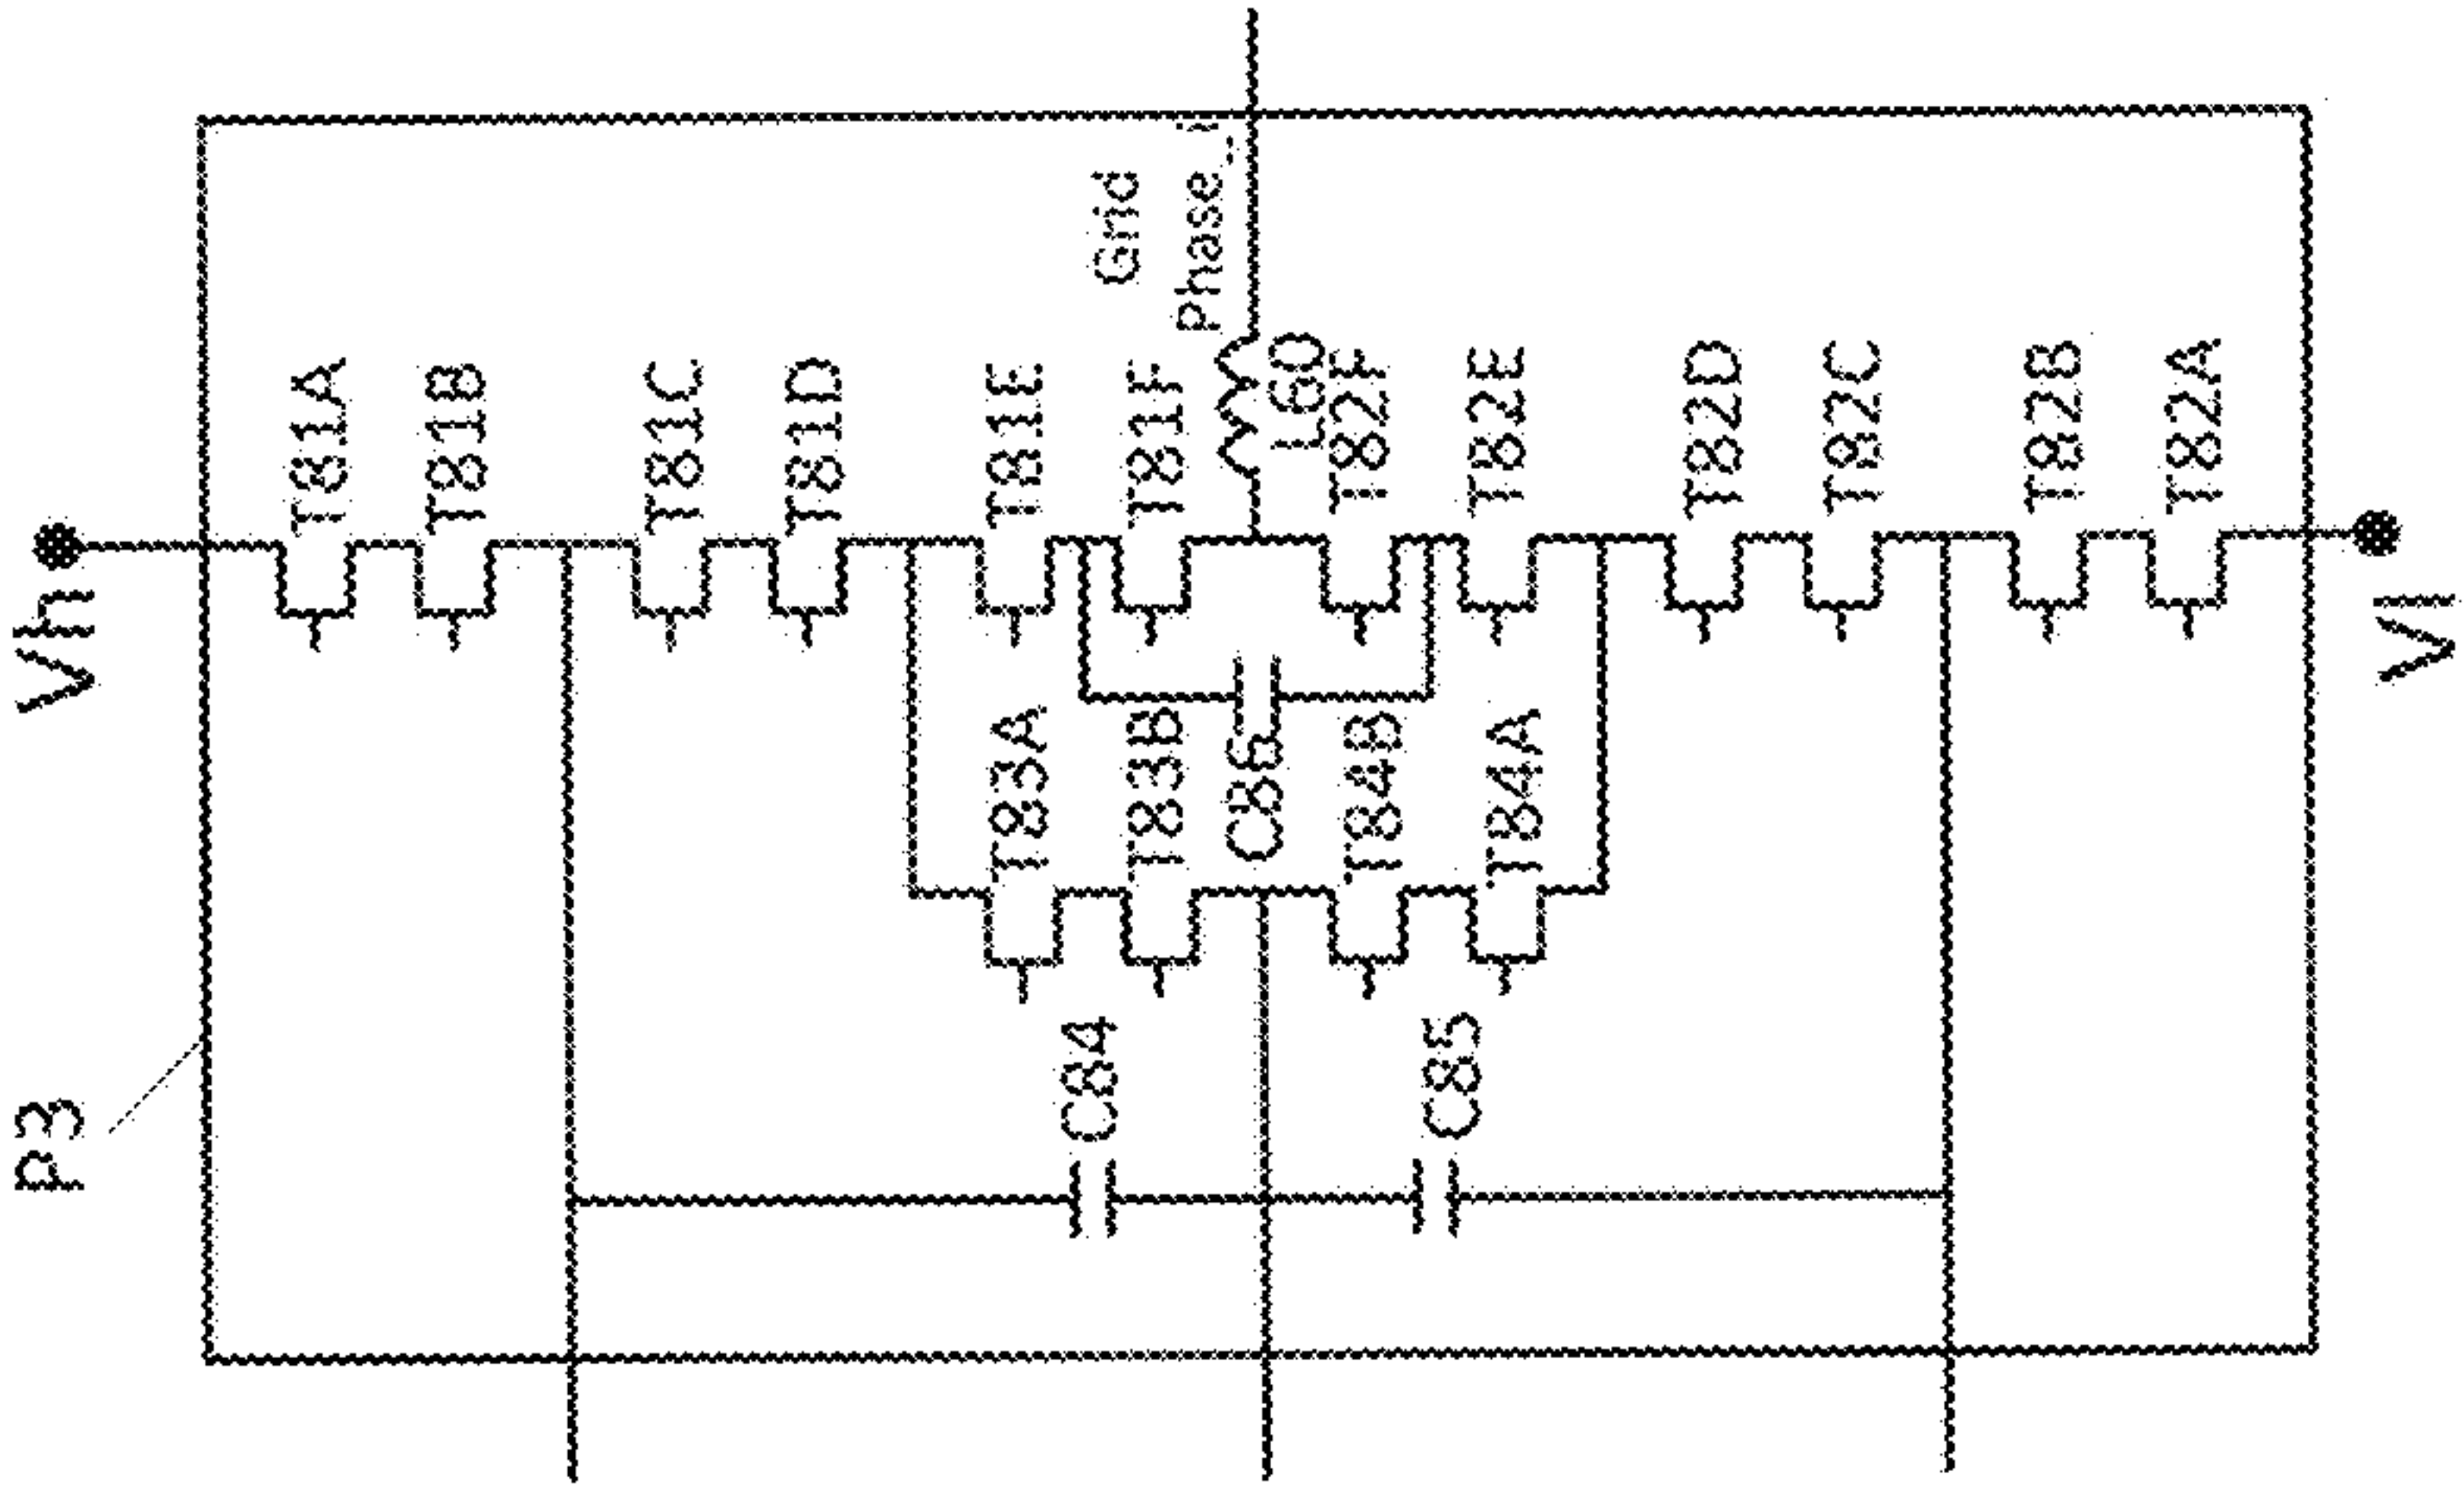 P3
Vh
T81A
T81B
T81C
T81D
T81E
T81F
Grid
Phase_i
L60
T82F
T82E
T82D
T82C
T82B
T82A
T83A
T83B
C86
T84B
T84A
C84
C85
Vl